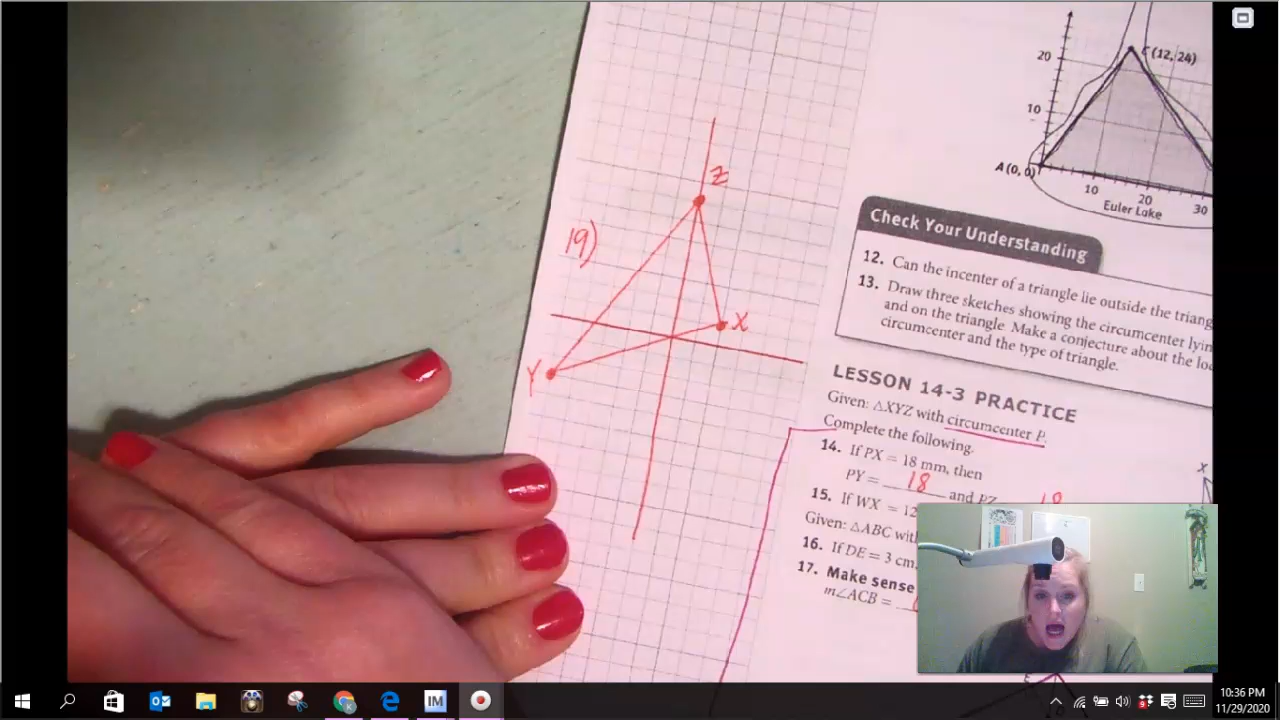 20
10
C (12, 24)
A (0, 0)
10
20
30
Euler Lake
Z
19)
X
Y
Check Your Understanding
12. Can the incenter of a triangle lie outside the triang
13. Draw three sketches showing the circumcenter lyin
and on the triangle. Make a conjecture about the lo
circumcenter and the type of triangle.
LESSON 14-3 PRACTICE
Given: △XYZ with circumcenter P.
Complete the following.
14. If PX = 18 mm, then
PY = 18 and PZ 18
15. If WX = 12
Given: △ABC wit
16. If DE = 3 cm
17. Make sense
m∠ACB =
X
E
IM
10:36 PM
11/29/2020